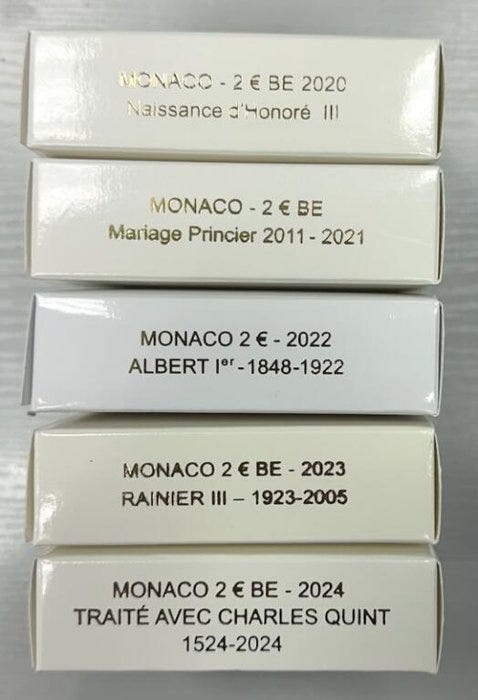 MONACO - 2 € BE 2020
Naissance d'Honoré III
MONACO - 2 € BE
Mariage Princier 2011 - 2021
MONACO 2 € - 2022
ALBERT Iᵉʳ - 1848-1922
MONACO 2 € BE - 2023
RAINIER III – 1923-2005
MONACO 2 € BE - 2024
TRAITÉ AVEC CHARLES QUINT
1524-2024